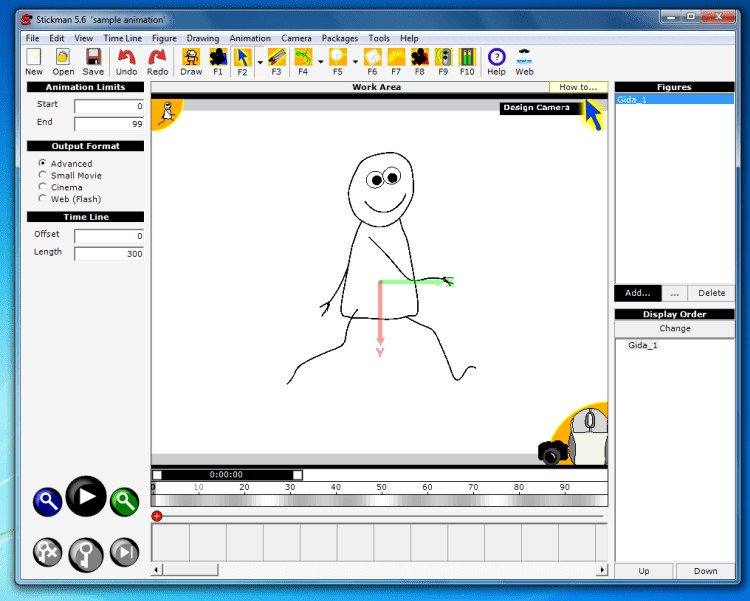 Stickman 5.6 'sample animation'
File Edit View Time Line Figure Drawing Animation Camera Packages Tools Help
New Open Save Undo Redo Draw F1 F2 F3 F4 F5 F6 F7 F8 F9 F10 Help Web
Animation Limits
Start 0
End 99
Output Format
Advanced
Small Movie
Cinema
Web (Flash)
Time Line
Offset 0
Length 300
Work Area
How to...
Design Camera
Y
0:00:00
0 10 20 30 40 50 60 70 80 90
Figures
Gida_1
Add... ... Delete
Display Order
Change
Gida_1
Up Down